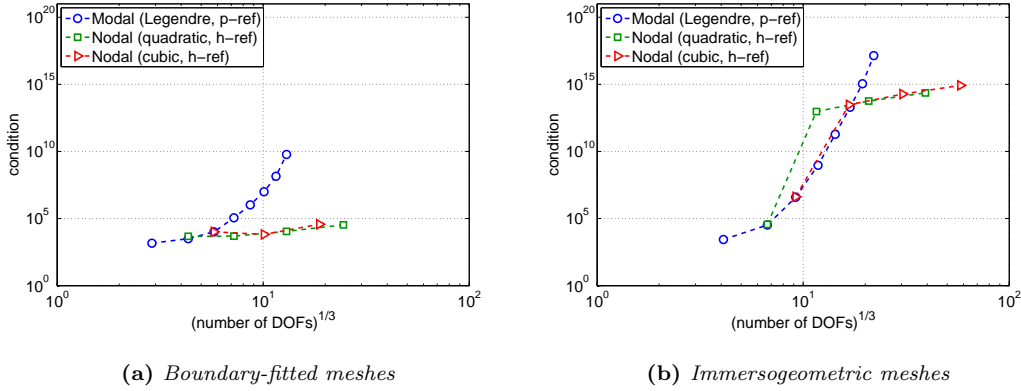 Modal (Legendre, p−ref)
Nodal (quadratic, h−ref)
Nodal (cubic, h−ref)
10^20
10^15
10^10
10^5
10^0
condition
10^0
10^1
10^2
(number of DOFs)^1/3
(a) Boundary-fitted meshes
Modal (Legendre, p−ref)
Nodal (quadratic, h−ref)
Nodal (cubic, h−ref)
10^20
10^15
10^10
10^5
10^0
condition
10^0
10^1
10^2
(number of DOFs)^1/3
(b) Immersogeometric meshes